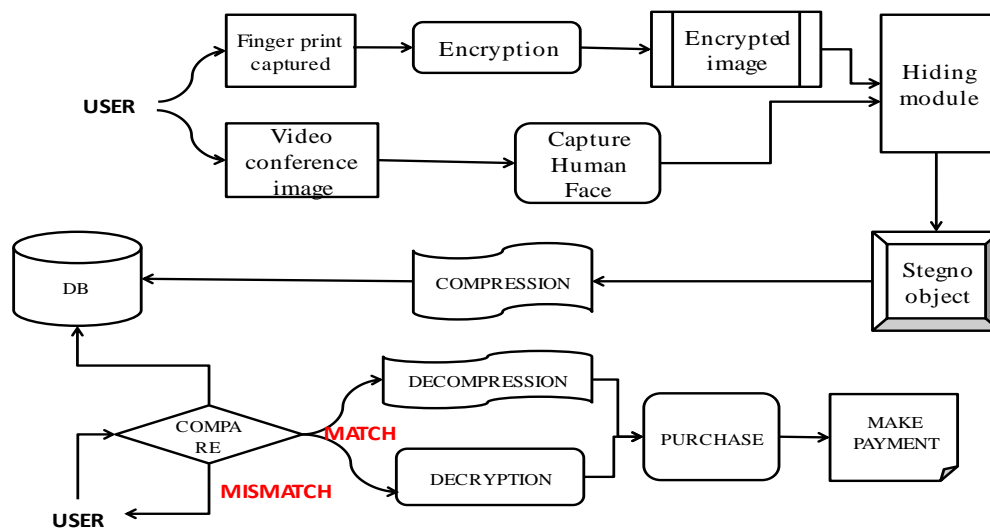 Finger print
captured
Encryption
Encrypted
image
Hiding
module
USER
Video
conference
image
Capture
Human
Face
DB
COMPRESSION
Stegno
object
DECOMPRESSION
COMPA
RE
MATCH
PURCHASE
MAKE
PAYMENT
DECRYPTION
MISMATCH
USER